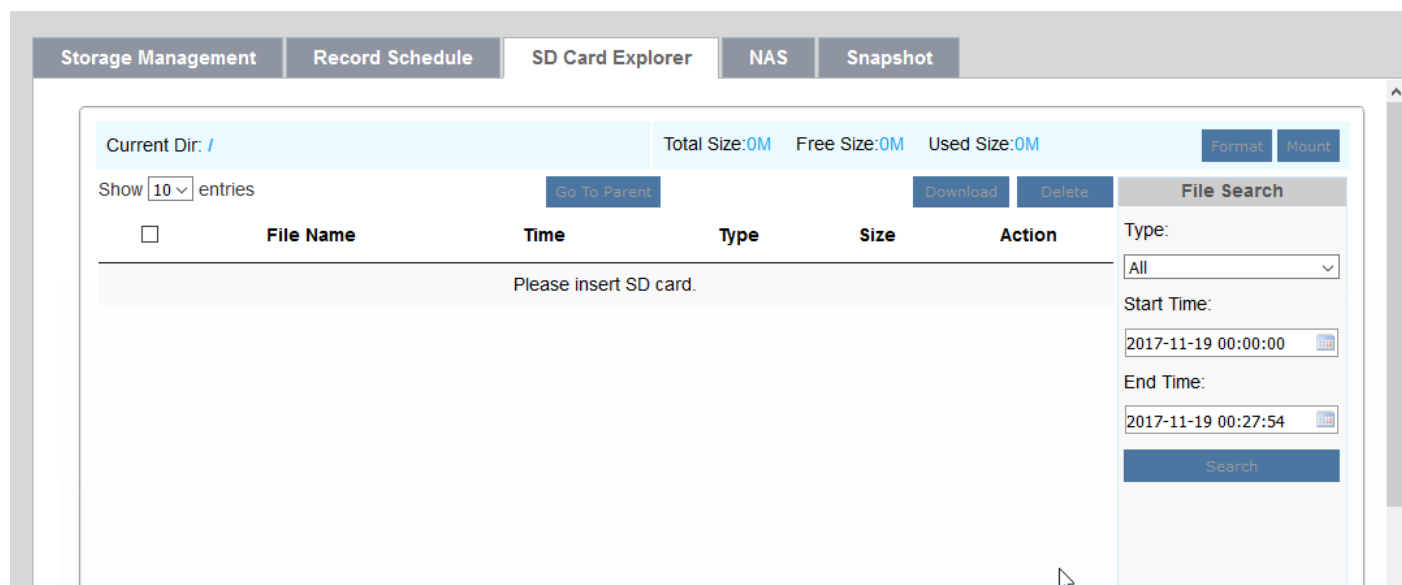 Storage Management Record Schedule SD Card Explorer NAS Snapshot
Current Dir: / Total Size:0M Free Size:0M Used Size:0M Format Mount
Show 10 entries Go To Parent Download Delete File Search
File Name Time Type Size Action Type:
All
Please insert SD card.
Start Time:
2017-11-19 00:00:00
End Time:
2017-11-19 00:27:54
Search